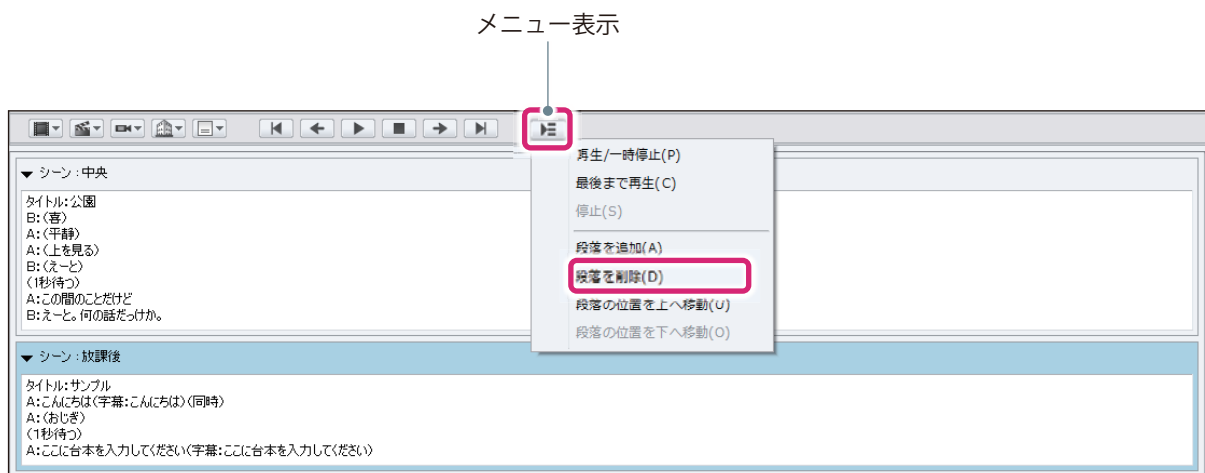 メニュー表示
再生/一時停止(P)
最後まで再生(C)
停止(S)
段落を追加(A)
段落を削除(D)
段落の位置を上へ移動(U)
段落の位置を下へ移動(O)
シーン:中央
タイトル:公園
B:(喜)
A:(平静)
A:(上を見る)
B:(えーと)
(1秒待つ)
A:この間のことだけど
B:えーと。何の話だっけか。
シーン:放課後
タイトル:サンプル
A:こんにちは(字幕:こんにちは)(同時)
A:(おじぎ)
(1秒待つ)
A:ここに台本を入力してください(字幕:ここに台本を入力してください)